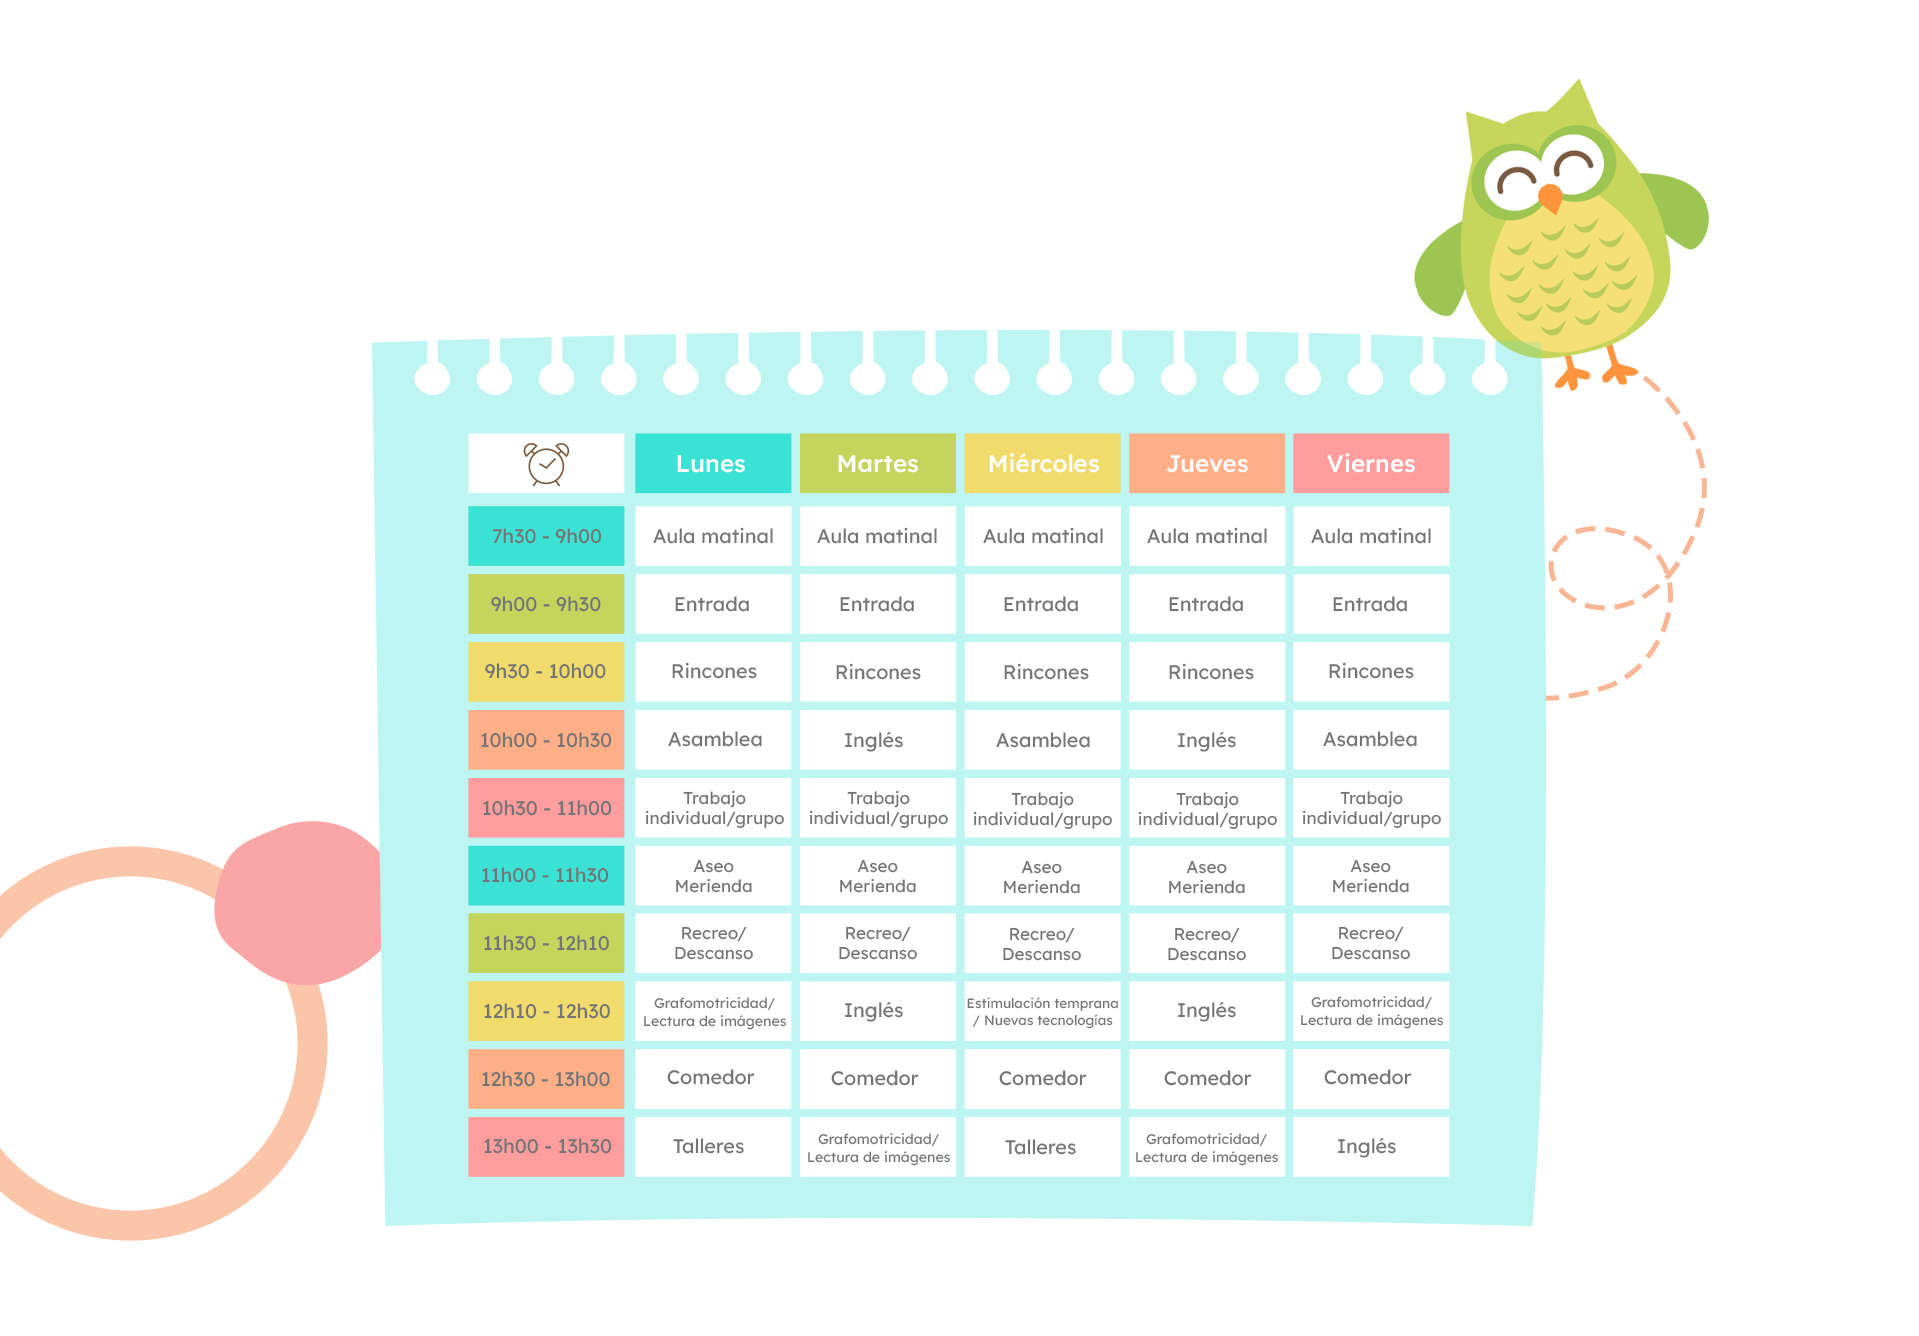 Lunes Martes Miércoles Jueves Viernes
7h30 - 9h00 Aula matinal Aula matinal Aula matinal Aula matinal Aula matinal
9h00 - 9h30 Entrada Entrada Entrada Entrada Entrada
9h30 - 10h00 Rincones Rincones Rincones Rincones Rincones
10h00 - 10h30 Asamblea Inglés Asamblea Inglés Asamblea
10h30 - 11h00 Trabajo Trabajo Trabajo Trabajo Trabajo
individual/grupo individual/grupo individual/grupo individual/grupo individual/grupo
11h00 - 11h30 Aseo Aseo Aseo Aseo Aseo
Merienda Merienda Merienda Merienda Merienda
11h30 - 12h10 Recreo/ Recreo/ Recreo/ Recreo/ Recreo/
Descanso Descanso Descanso Descanso Descanso
12h10 - 12h30 Grafomotricidad/ Inglés Estimulación temprana Inglés Grafomotricidad/
Lectura de imágenes / Nuevas tecnologías Lectura de imágenes
12h30 - 13h00 Comedor Comedor Comedor Comedor Comedor
13h00 - 13h30 Talleres Grafomotricidad/ Talleres Grafomotricidad/ Inglés
Lectura de imágenes Lectura de imágenes